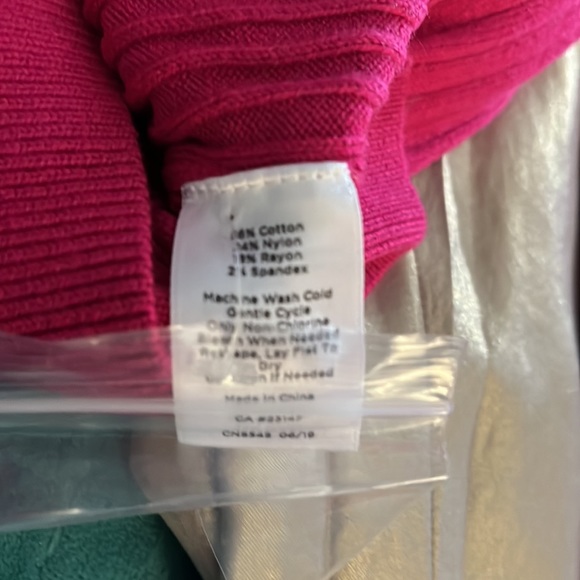 Cotton
Nylon
Rayon
2% Spandex
Machine Wash Cold
Gentle Cycle
Only Non-Chlorine
Bleach When Needed
Reshape, Lay Flat To
Dry
If Needed
Made in China
CA #23147
06/19